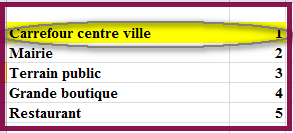 Carrefour centre ville 1
Mairie 2
Terrain public 3
Grande boutique 4
Restaurant 5